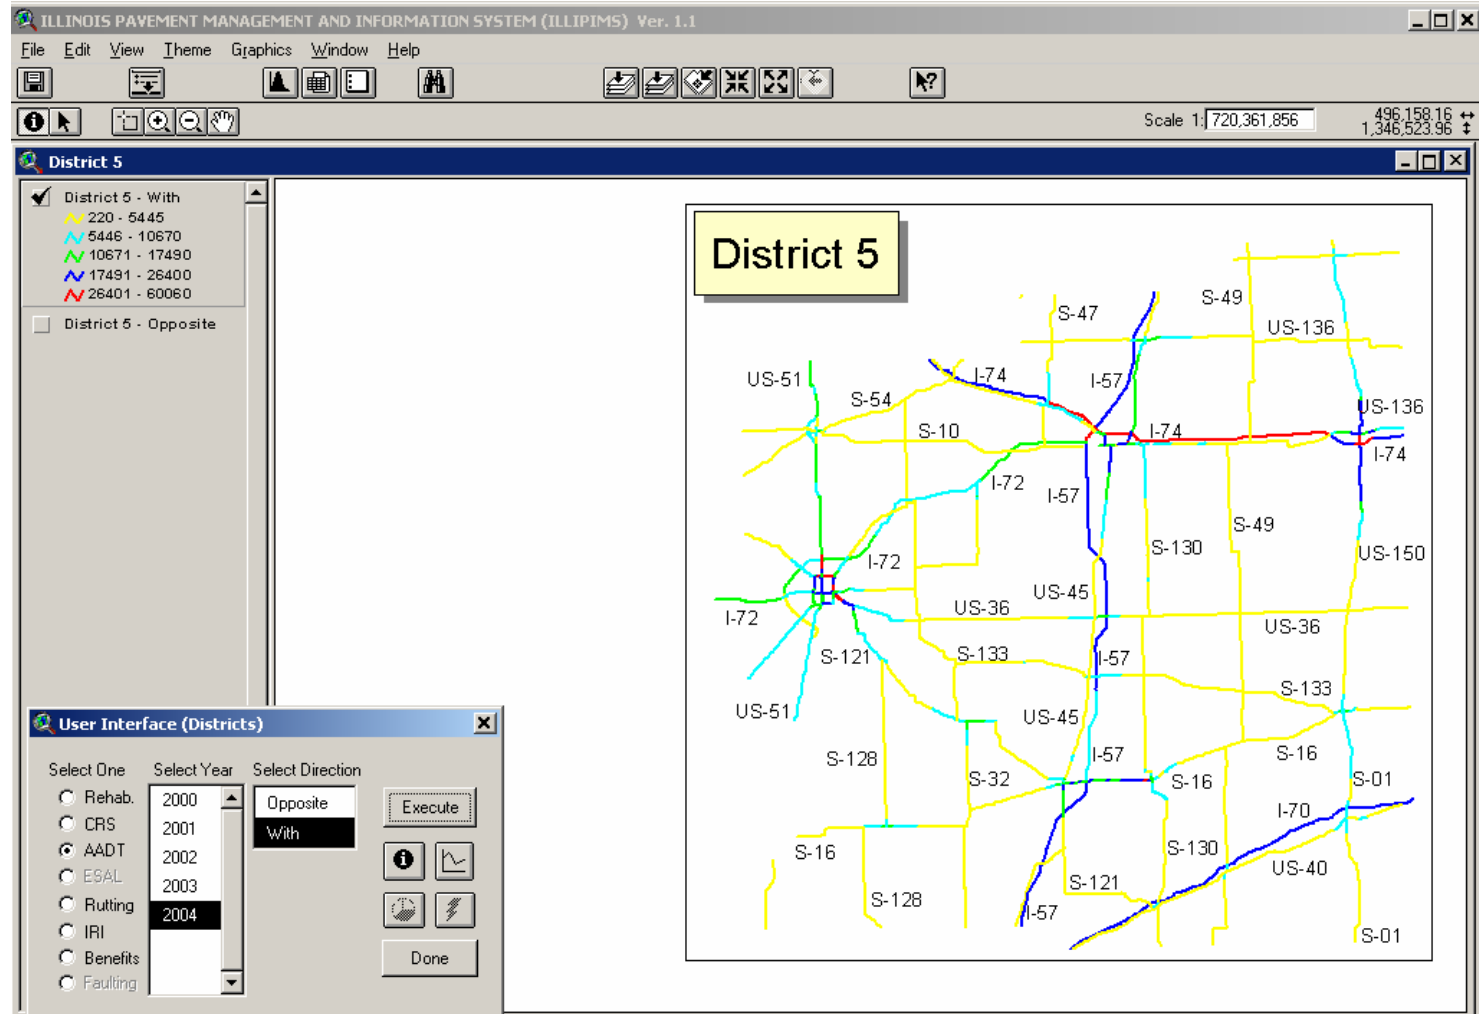 ILLINOIS PAVEMENT MANAGEMENT AND INFORMATION SYSTEM (ILLIPIMS) Ver. 1.1
File Edit View Theme Graphics Window Help
Scale 1: 720,361,856
496,158.16
1,346,523.96
District 5
District 5 - With
220 - 5445
5446 - 10670
10671 - 17490
17491 - 26400
26401 - 60060
District 5 - Opposite
District 5
S-49
S-47
US-136
US-51
I-74
I-57
S-54
US-136
S-10
I-74
I-74
I-72
I-57
S-49
S-130
US-150
I-72
US-45
US-36
I-72
US-36
S-121
S-133
I-57
S-133
US-51
US-45
I-57
S-16
S-128
S-32
S-16
S-01
I-70
S-16
S-130
US-40
S-121
S-128
I-57
S-01
User Interface (Districts)
Select One Select Year Select Direction
Rehab.
CRS
AADT
ESAL
Rutting
IRI
Benefits
Faulting
2000
2001
2002
2003
2004
Opposite
With
Execute
Done